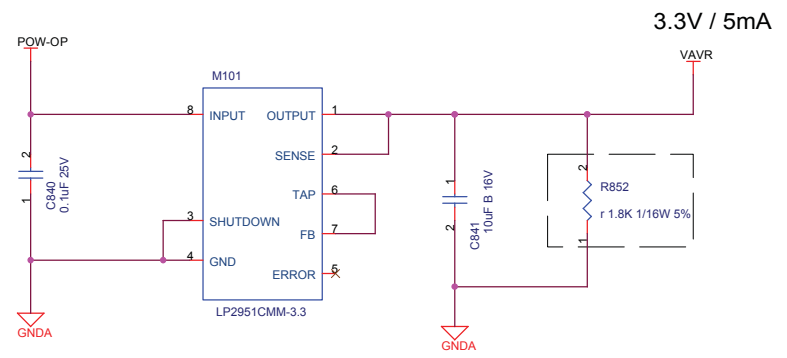 3.3V / 5mA
POW-OP
VAVR
M101
8
INPUT
OUTPUT
1
SENSE
2
2
C840
0.1uF 25V
1
TAP
6
3
SHUTDOWN
FB
7
4
GND
ERROR
5
LP2951CMM-3.3
1
C841
10uF B 16V
2
2
R852
r 1.8K 1/16W 5%
1
GNDA
GNDA